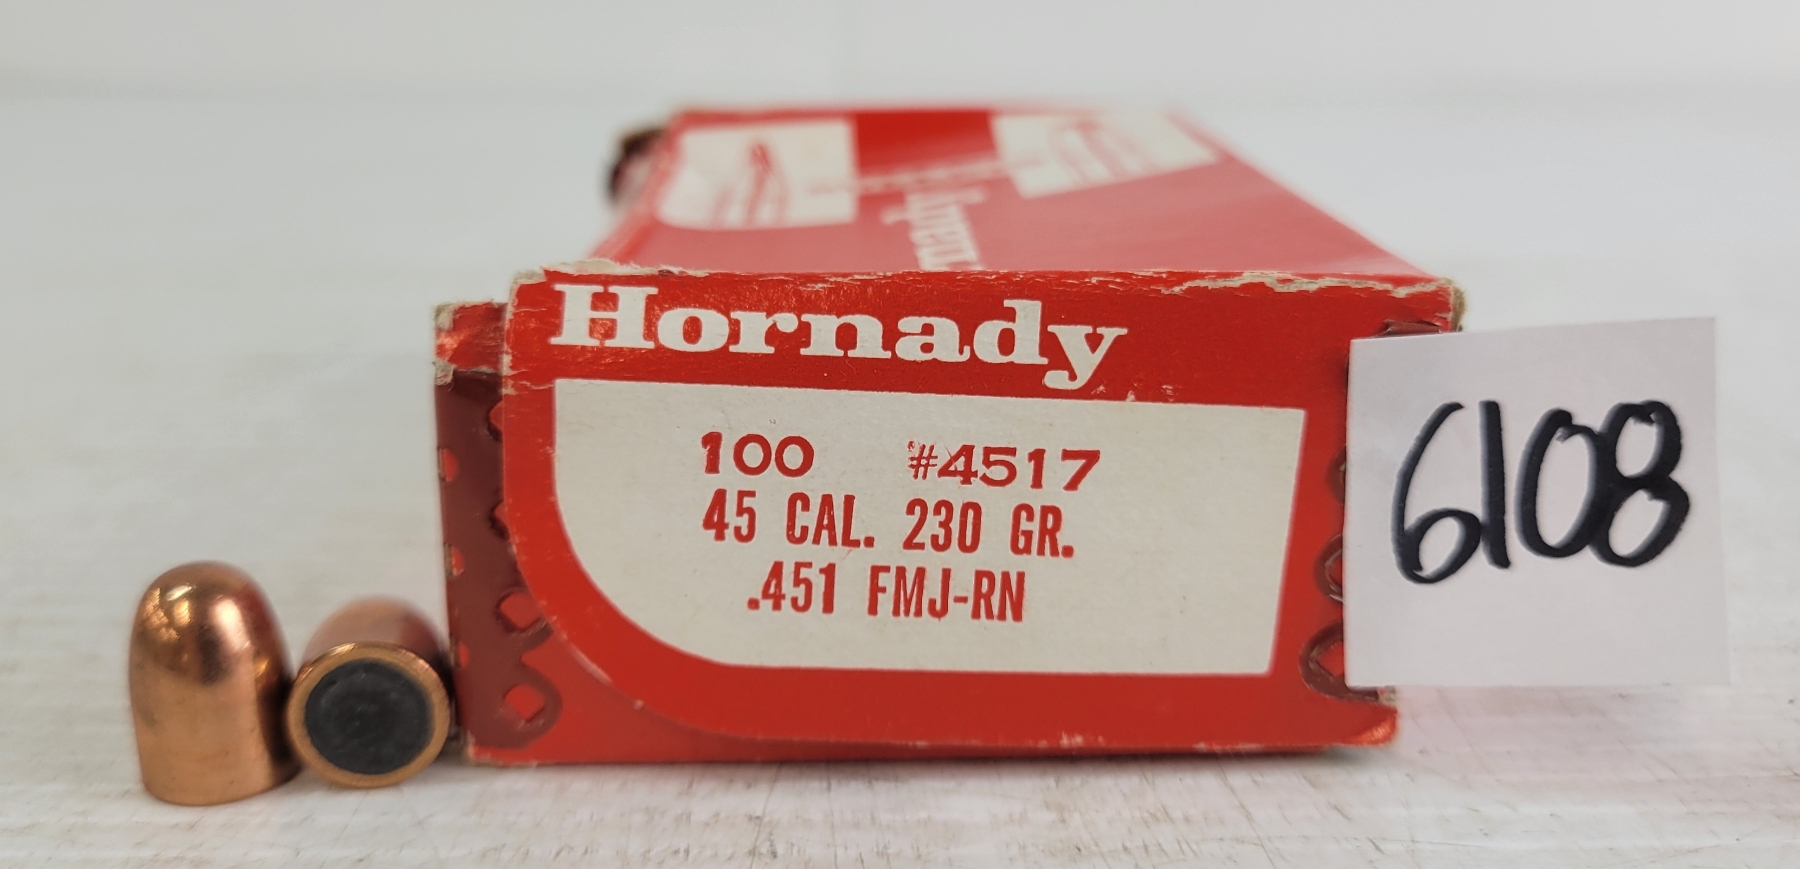 Hornady
100 #4517
45 CAL. 230 GR.
.451 FMJ-RN
6108